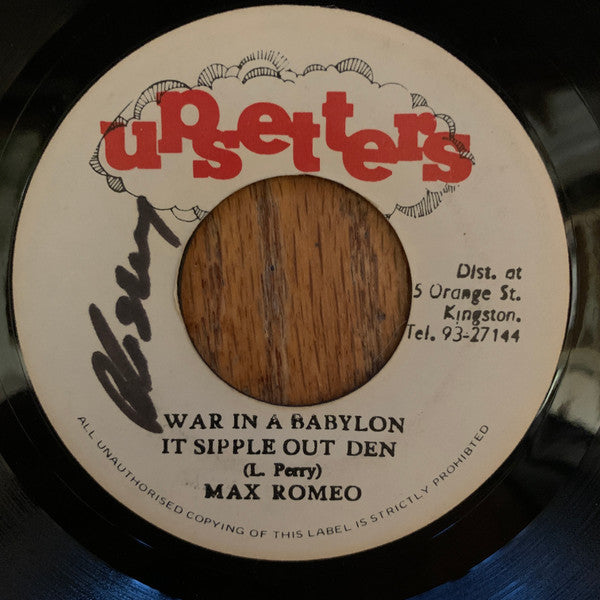 upsetters
Dist. at
5 Orange St.
Kingston.
Tel. 93-27144
WAR IN A BABYLON
IT SIPPLE OUT DEN
(L. Perry)
MAX ROMEO
ALL UNAUTHORISED COPYING OF THIS LABEL IS STRICTLY PROHIBITED